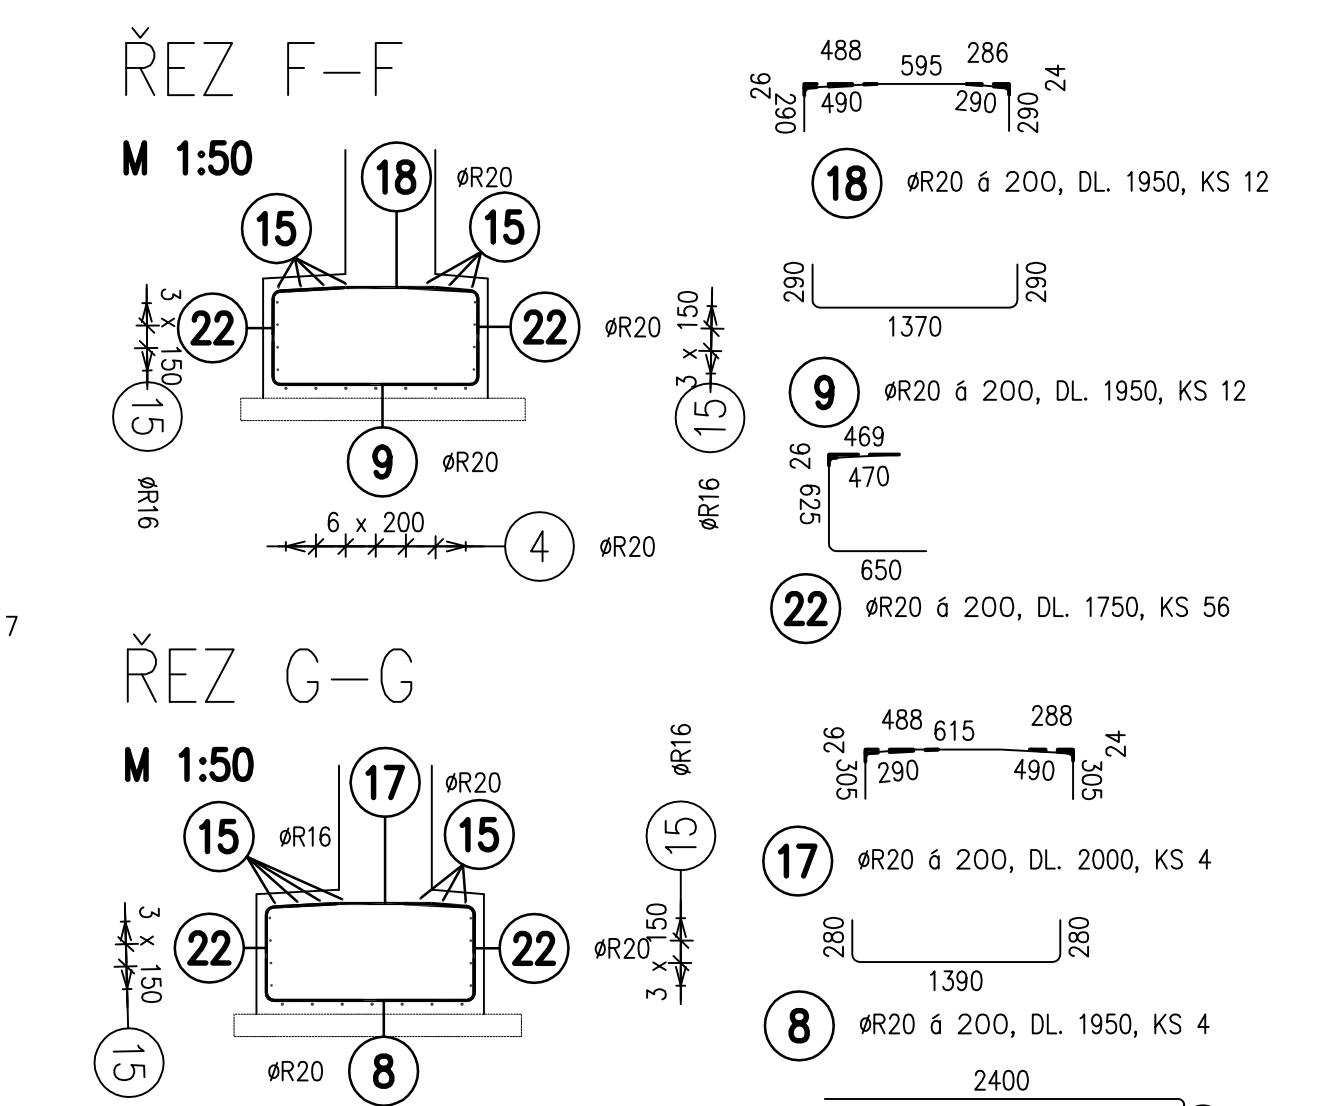 ŘEZ F-F
M 1:50
18
øR20
15
15
22
22
øR20
3 x 150
15
øR16
3 x 150
15
øR16
9
øR20
6 x 200
4
øR20
488
595
286
26
290
490
290
290
24
18
øR20 á 200, DL. 1950, KS 12
290
290
1370
9
øR20 á 200, DL. 1950, KS 12
469
26
470
625
650
22
øR20 á 200, DL. 1750, KS 56
7
ŘEZ G-G
M 1:50
17
øR20
15
øR16
15
22
22
øR20
3 x 150
15
øR16
15
3 x 150
øR20
8
488
615
288
26
305
290
490
305
24
17
øR20 á 200, DL. 2000, KS 4
280
280
1390
8
øR20 á 200, DL. 1950, KS 4
2400